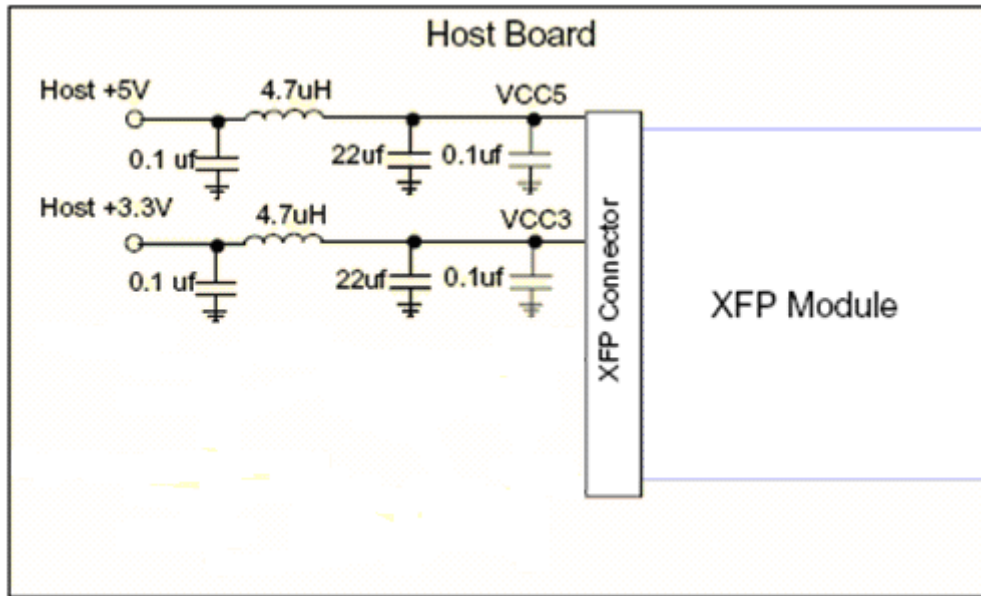 Host Board
Host +5V
4.7uH
VCC5
0.1 uf
22uf
0.1uf
Host +3.3V
4.7uH
VCC3
0.1 uf
22uf
0.1uf
XFP Connector
XFP Module